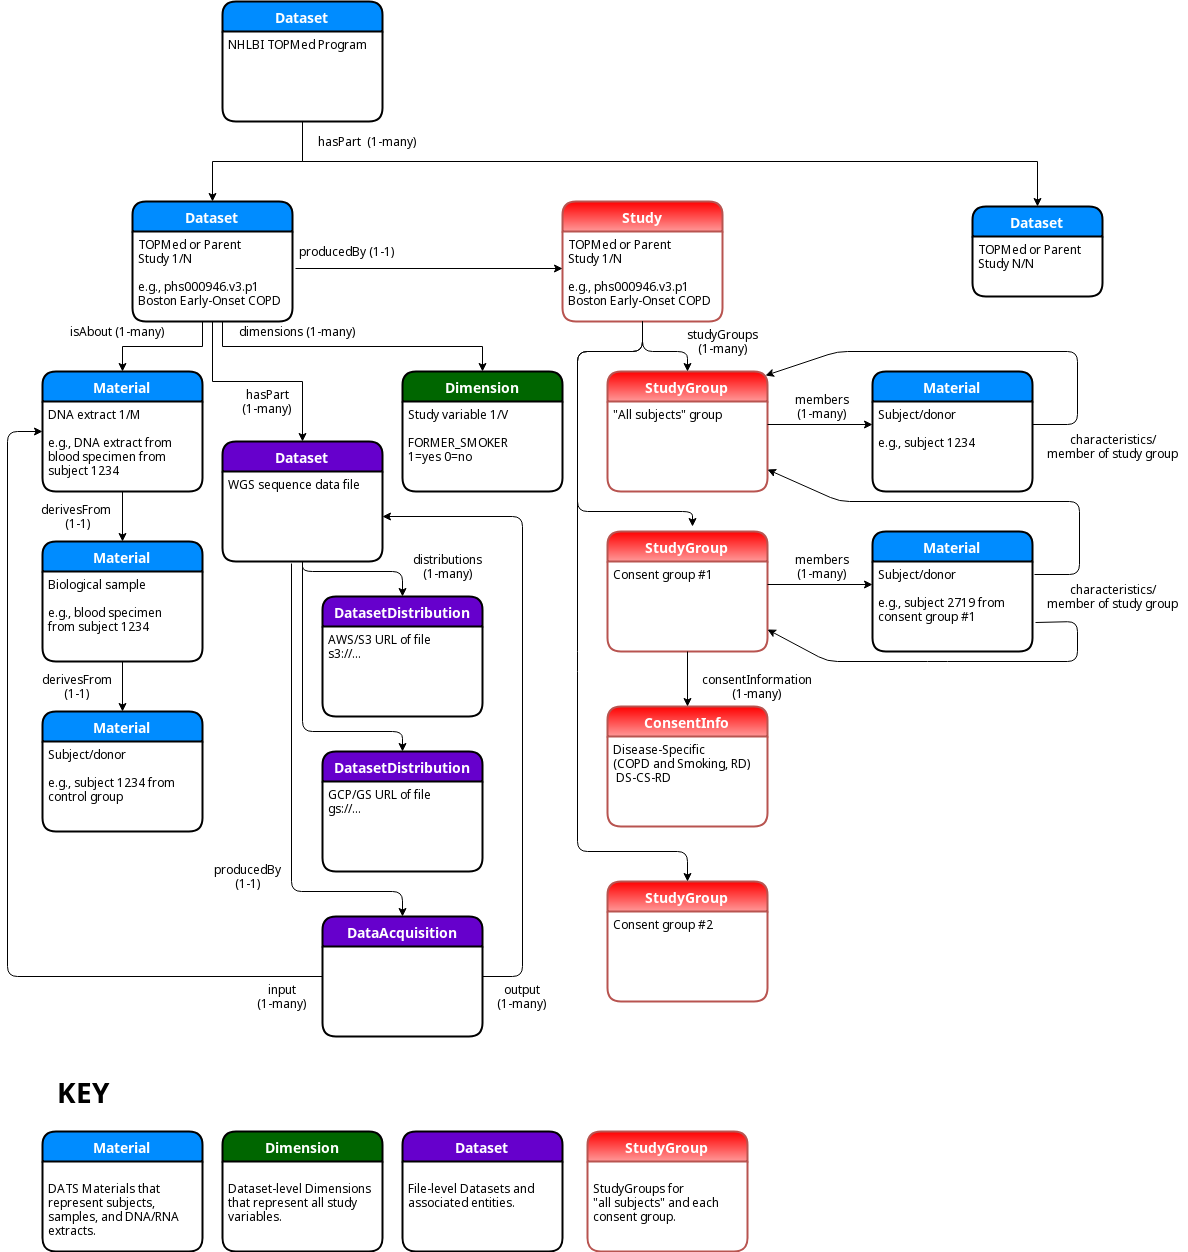 Dataset
NHLBI TOPMed Program
hasPart (1-many)
Dataset
TOPMed or Parent
Study 1/N
e.g., phs000946.v3.p1
Boston Early-Onset COPD
producedBy (1-1)
Study
TOPMed or Parent
Study 1/N
e.g., phs000946.v3.p1
Boston Early-Onset COPD
Dataset
TOPMed or Parent
Study N/N
isAbout (1-many)
dimensions (1-many)
hasPart
(1-many)
studyGroups
(1-many)
Material
DNA extract 1/M
e.g., DNA extract from
blood specimen from
subject 1234
Dimension
Study variable 1/V
FORMER_SMOKER
1=yes 0=no
StudyGroup
"All subjects" group
members
(1-many)
Material
Subject/donor
e.g., subject 1234
characteristics/
member of study group
Dataset
WGS sequence data file
derivesFrom
(1-1)
Material
Biological sample
e.g., blood specimen
from subject 1234
distributions
(1-many)
DatasetDistribution
AWS/S3 URL of file
s3://...
StudyGroup
Consent group #1
members
(1-many)
Material
Subject/donor
e.g., subject 2719 from
consent group #1
characteristics/
member of study group
derivesFrom
(1-1)
Material
Subject/donor
e.g., subject 1234 from
control group
consentInformation
(1-many)
ConsentInfo
Disease-Specific
(COPD and Smoking, RD)
DS-CS-RD
DatasetDistribution
GCP/GS URL of file
gs://...
producedBy
(1-1)
StudyGroup
Consent group #2
DataAcquisition
input
(1-many)
output
(1-many)
KEY
Material
DATS Materials that
represent subjects,
samples, and DNA/RNA
extracts.
Dimension
Dataset-level Dimensions
that represent all study
variables.
Dataset
File-level Datasets and
associated entities.
StudyGroup
StudyGroups for
"all subjects" and each
consent group.